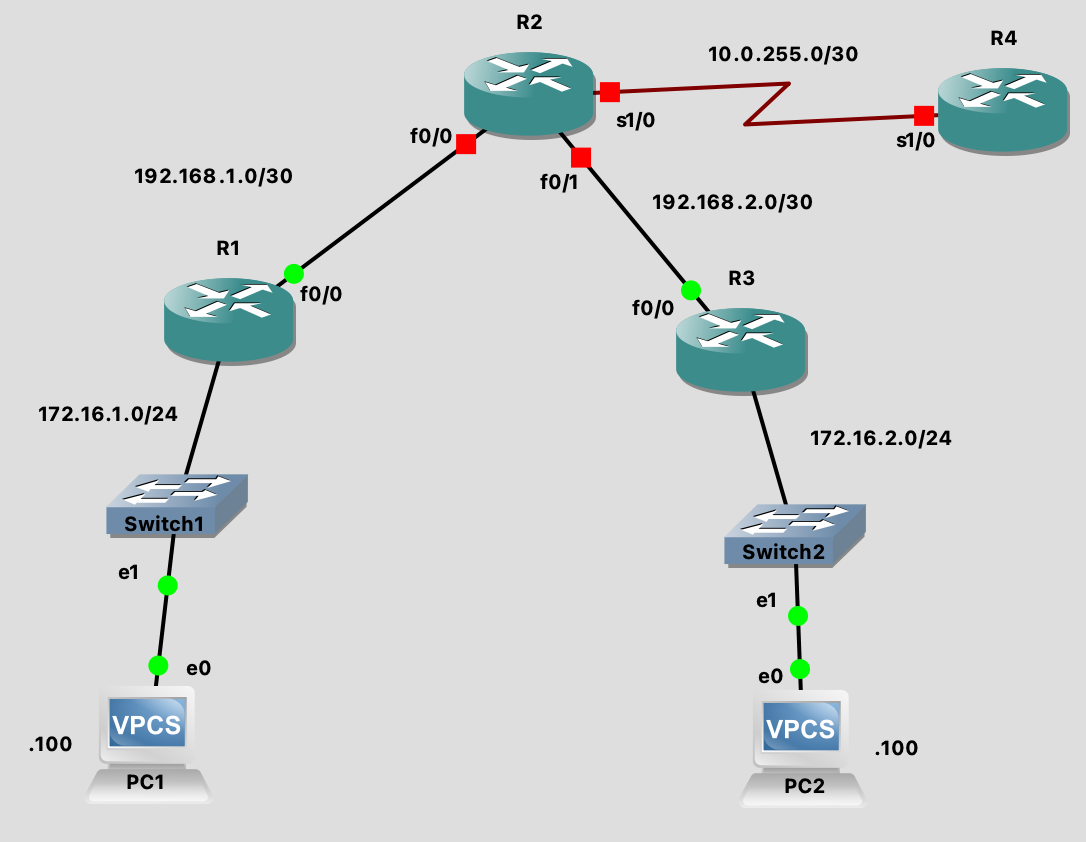 R2
R4
10.0.255.0/30
s1/0
f0/0
s1/0
192.168.1.0/30
f0/1
192.168.2.0/30
R1
R3
f0/0
f0/0
172.16.1.0/24
172.16.2.0/24
Switch1
Switch2
e1
e1
e0
e0
VPCS
VPCS
.100
.100
PC1
PC2